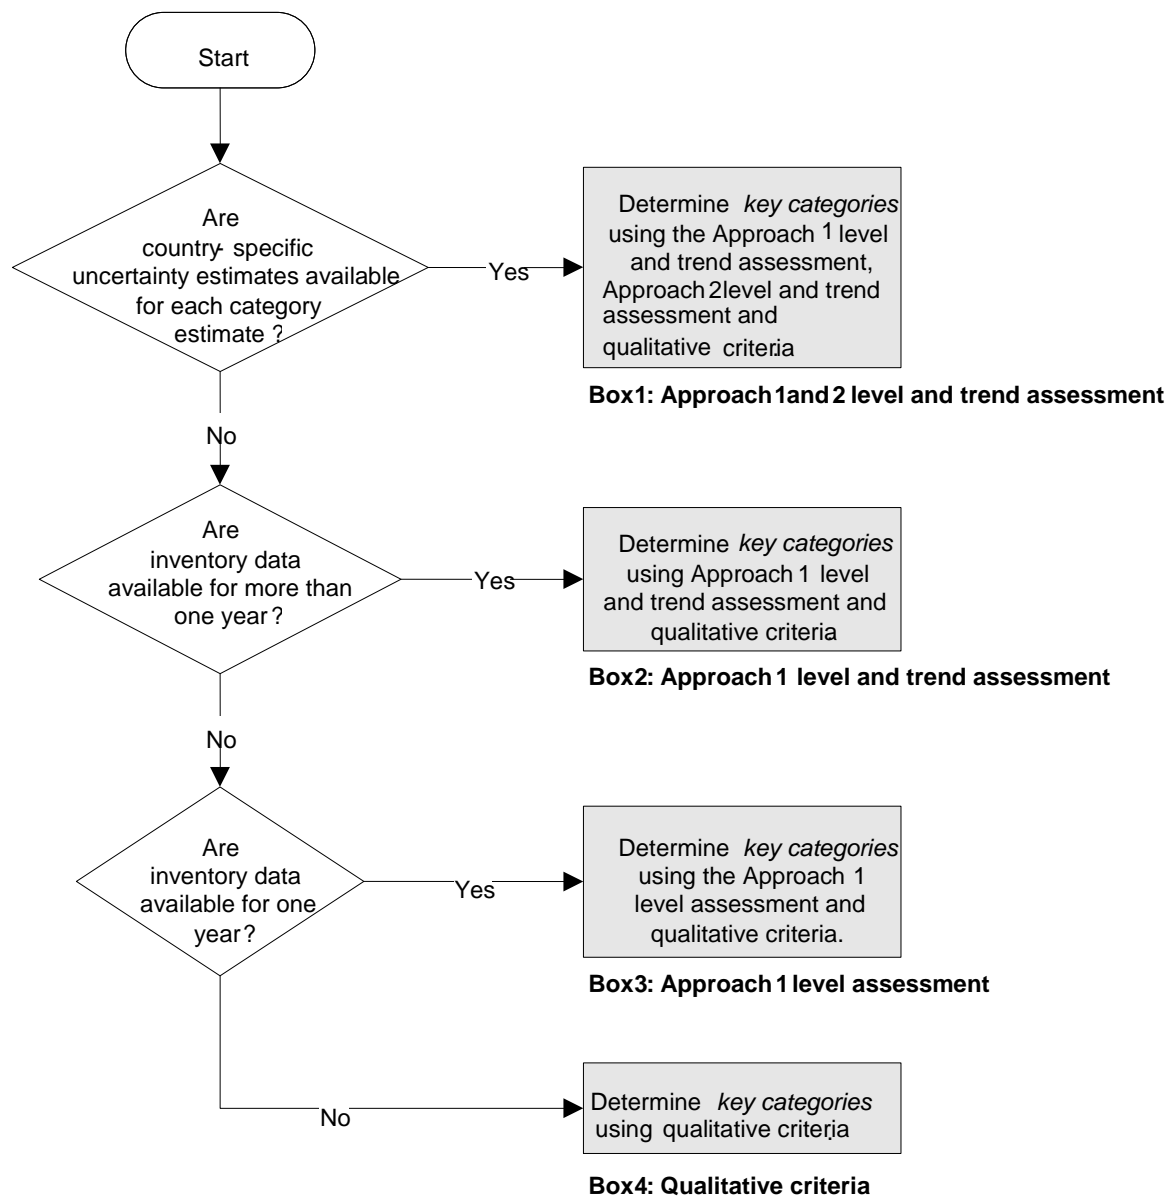 Start
Are
country- specific
uncertainty estimates available
for each category
estimate ?
Yes
Determine key categories
using the Approach 1 level
and trend assessment,
Approach 2 level and trend
assessment and
qualitative criteria.
Box1: Approach 1 and 2 level and trend assessment
No
Are
inventory data
available for more than
one year ?
Yes
Determine key categories
using Approach 1 level
and trend assessment and
qualitative criteria.
Box2: Approach 1 level and trend assessment
No
Are
inventory data
available for one
year ?
Yes
Determine key categories
using the Approach 1
level assessment and
qualitative criteria.
Box3: Approach 1 level assessment
No
Determine key categories
using qualitative criteria.
Box4: Qualitative criteria